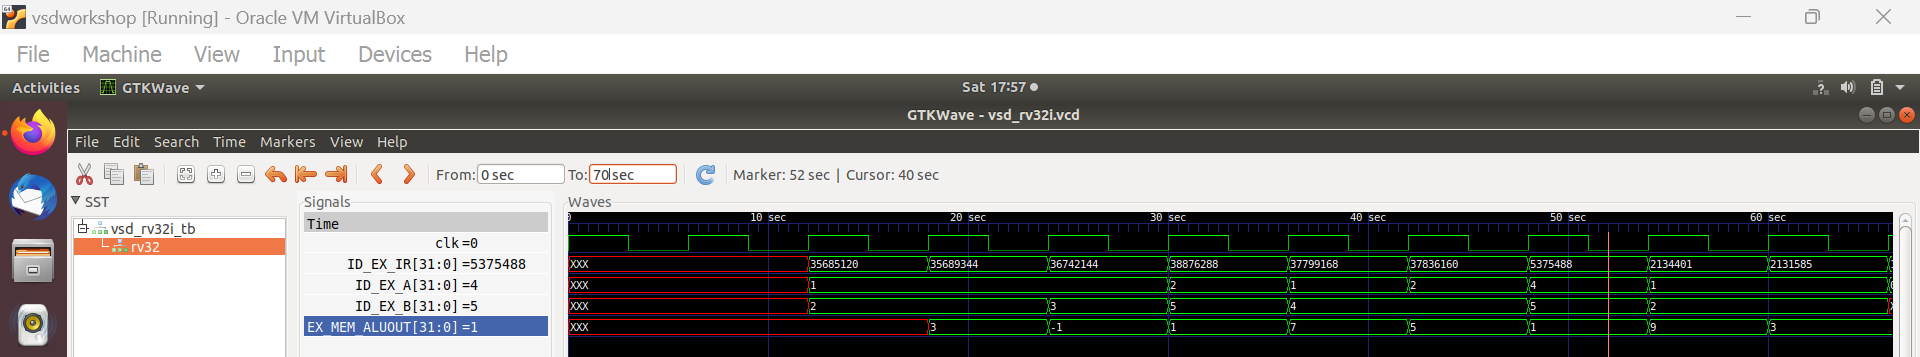 vsdworkshop [Running] - Oracle VM VirtualBox
File Machine View Input Devices Help
Activities GTKWave Sat 17:57
GTKWave - vsd_rv32i.vcd
File Edit Search Time Markers View Help
From: 0 sec To: 70 sec Marker: 52 sec | Cursor: 40 sec
SST Signals Waves
Time 0 10 sec 20 sec 30 sec 40 sec 50 sec 60 sec
vsd_rv32i_tb
rv32 clk=0
ID_EX_IR[31:0] =5375488 XXX 35685120 35689344 36742144 38876288 37799168 37836160 5375488 2134401 2131585
ID_EX_A[31:0] =4 XXX 1 2 1 2 4 1
ID_EX_B[31:0] =5 XXX 2 3 5 4 5 2
EX_MEM_ALUOUT[31:0] =1 XXX 3 -1 1 7 5 1 9 3